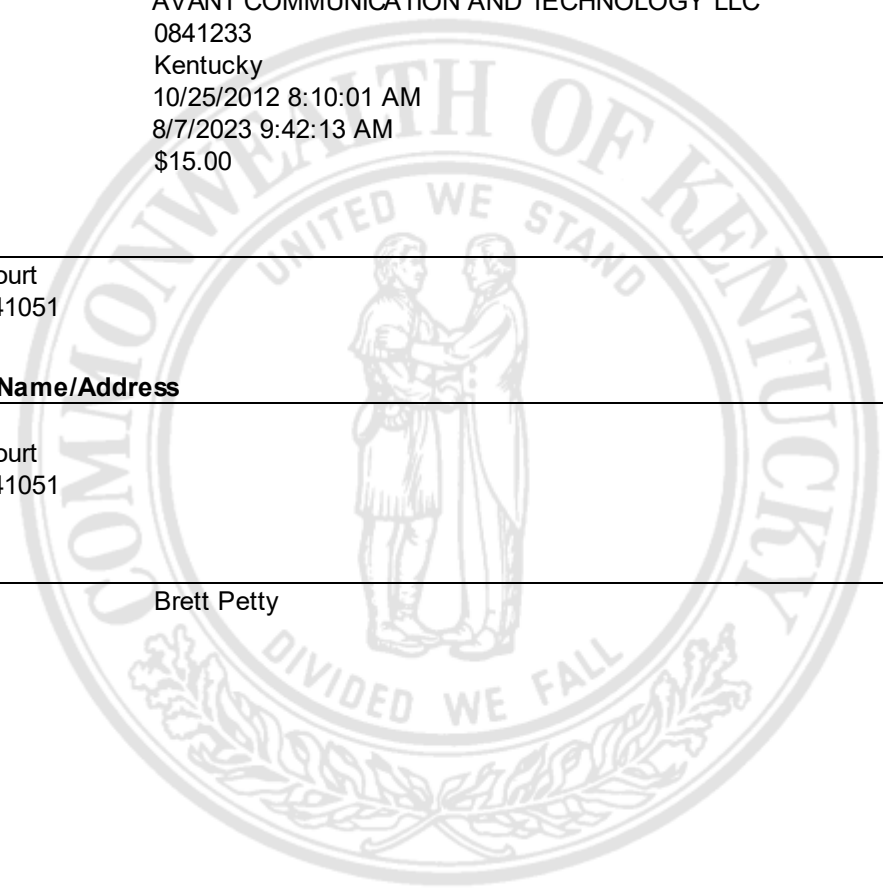 AVANT COMMUNICATION AND TECHNOLOGY LLC
0841233
Kentucky
10/25/2012 8:10:01 AM
8/7/2023 9:42:13 AM
$15.00
41051
Name/Address
41051
Brett Petty
COMMONWEALTH OF KENTUCKY
UNITED WE STAND
DIVIDED WE FALL